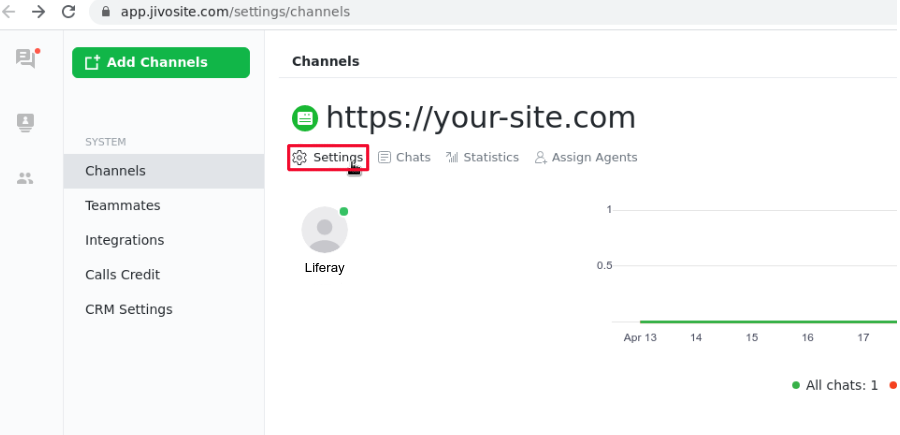 app.jivosite.com/settings/channels
Add Channels
SYSTEM
Channels
Teammates
Integrations
Calls Credit
CRM Settings
Channels
https://your-site.com
Settings Chats Statistics Assign Agents
Liferay
1
0.5
Apr 13 14 15 16 17
All chats: 1